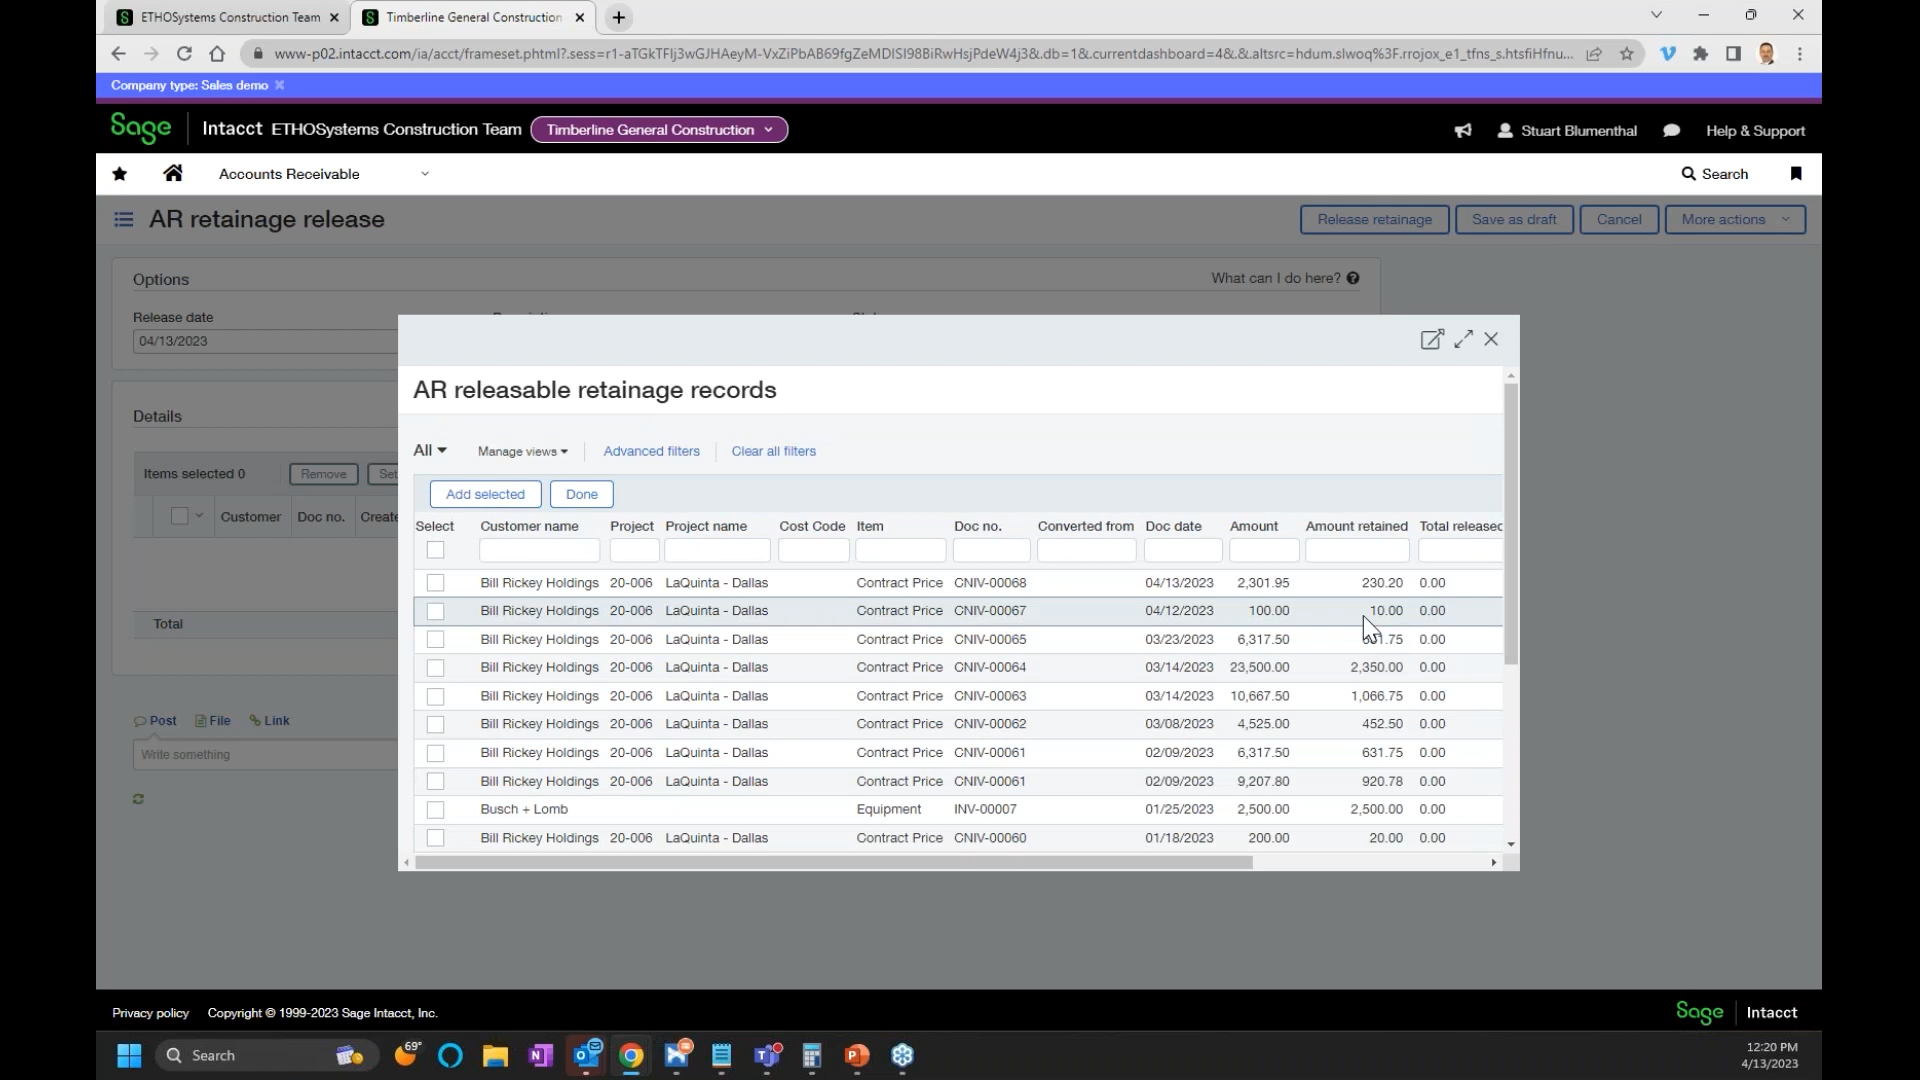 ETHOSystems Construction Team
Timberline General Construction
www-p02.intacct.com/ia/acct/frameset.phtml?.sess=r1-aTGkTFlj3wGJHAeyM-VxZiPbAB69fgZeMDISI98BiRwHsjPdeW4j3&.db=1&.currentdashboard=4&.&.altsrc=hdum.slwoq%3F.rrojox_e1_tfns_s.htsfiHfnu...
Company type: Sales demo
Sage Intacct ETHOSystems Construction Team Timberline General Construction Stuart Blumenthal Help & Support
Accounts Receivable Search
AR retainage release Release retainage Save as draft Cancel More actions
Options What can I do here?
Release date
04/13/2023
Details
Items selected 0 Remove
Customer Doc no.
Total
Post File Link
Write something
AR releasable retainage records
All Manage views Advanced filters Clear all filters
Add selected Done
Select Customer name Project Project name Cost Code Item Doc no. Converted from Doc date Amount Amount retained Total released
Bill Rickey Holdings 20-006 LaQuinta - Dallas Contract Price CNIV-00068 04/13/2023 2,301.95 230.20 0.00
Bill Rickey Holdings 20-006 LaQuinta - Dallas Contract Price CNIV-00067 04/12/2023 100.00 10.00 0.00
Bill Rickey Holdings 20-006 LaQuinta - Dallas Contract Price CNIV-00065 03/23/2023 6,317.50 0.00
Bill Rickey Holdings 20-006 LaQuinta - Dallas Contract Price CNIV-00064 03/14/2023 23,500.00 2,350.00 0.00
Bill Rickey Holdings 20-006 LaQuinta - Dallas Contract Price CNIV-00063 03/14/2023 10,667.50 1,066.75 0.00
Bill Rickey Holdings 20-006 LaQuinta - Dallas Contract Price CNIV-00062 03/08/2023 4,525.00 452.50 0.00
Bill Rickey Holdings 20-006 LaQuinta - Dallas Contract Price CNIV-00061 02/09/2023 6,317.50 631.75 0.00
Bill Rickey Holdings 20-006 LaQuinta - Dallas Contract Price CNIV-00061 02/09/2023 9,207.80 920.78 0.00
Busch + Lomb Equipment INV-00007 01/25/2023 2,500.00 2,500.00 0.00
Bill Rickey Holdings 20-006 LaQuinta - Dallas Contract Price CNIV-00060 01/18/2023 200.00 20.00 0.00
Privacy policy Copyright © 1999-2023 Sage Intacct, Inc. Sage Intacct
Search 69° 12:20 PM
4/13/2023